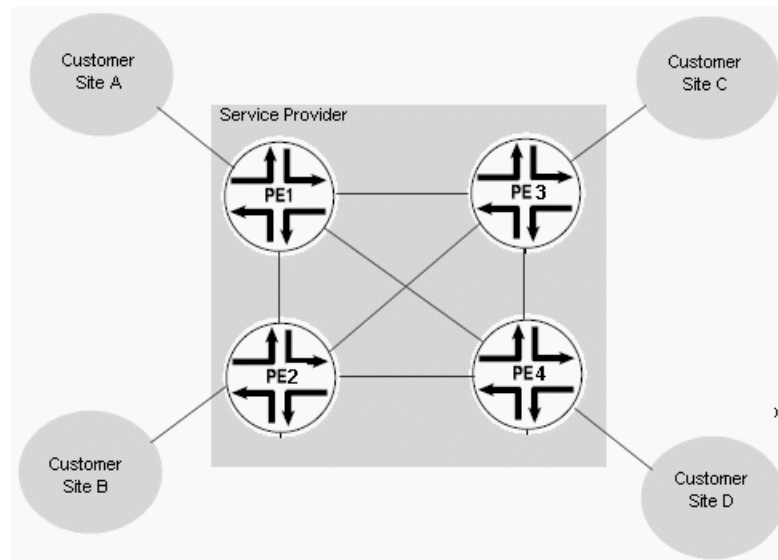 Customer
Site A
Customer
Site C
Service Provider
PE1
PE 3
PE2
PE4
Customer
Site B
Customer
Site D